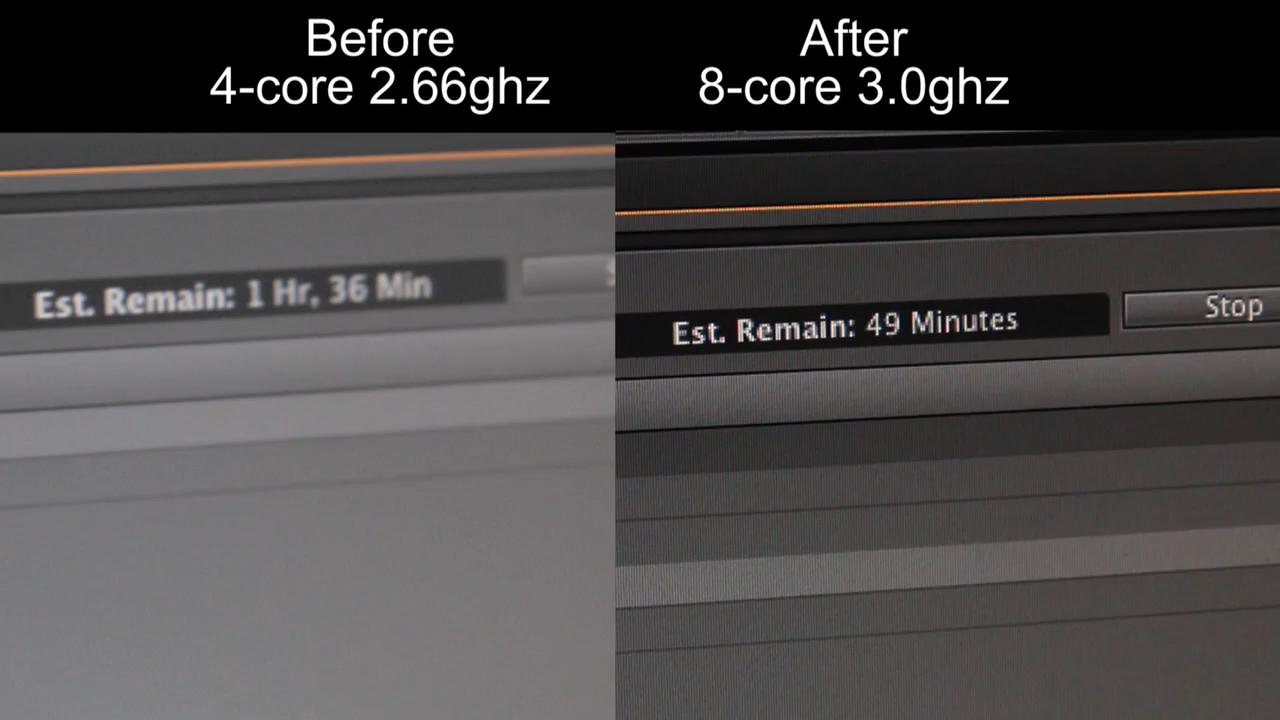 Before
4-core 2.66ghz
After
8-core 3.0ghz
Est. Remain: 1 Hr, 36 Min
Est. Remain: 49 Minutes
Stop